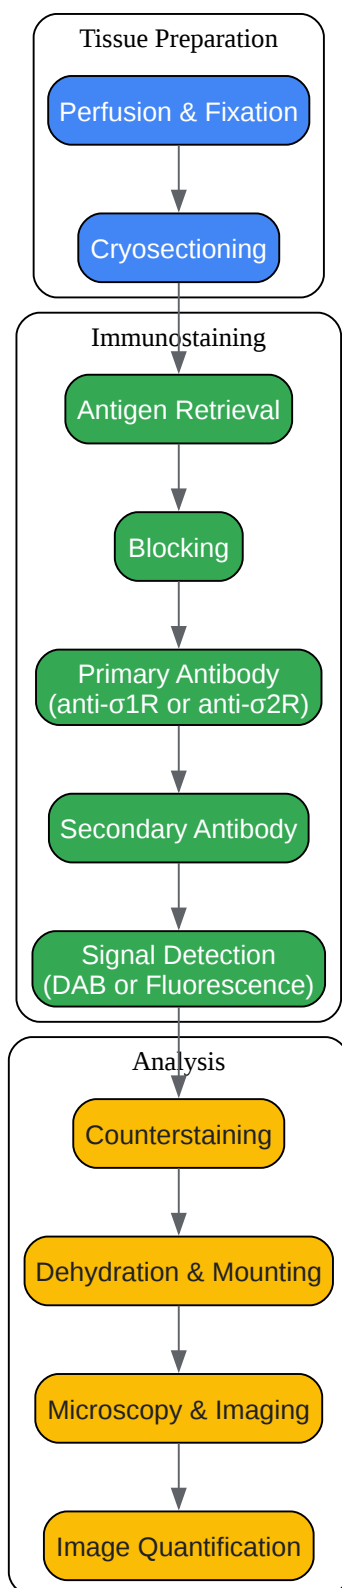 Tissue Preparation
Perfusion & Fixation
Cryosectioning
Immunostaining
Antigen Retrieval
Blocking
Primary Antibody
(anti-σ1R or anti-σ2R)
Secondary Antibody
Signal Detection
(DAB or Fluorescence)
Analysis
Counterstaining
Dehydration & Mounting
Microscopy & Imaging
Image Quantification